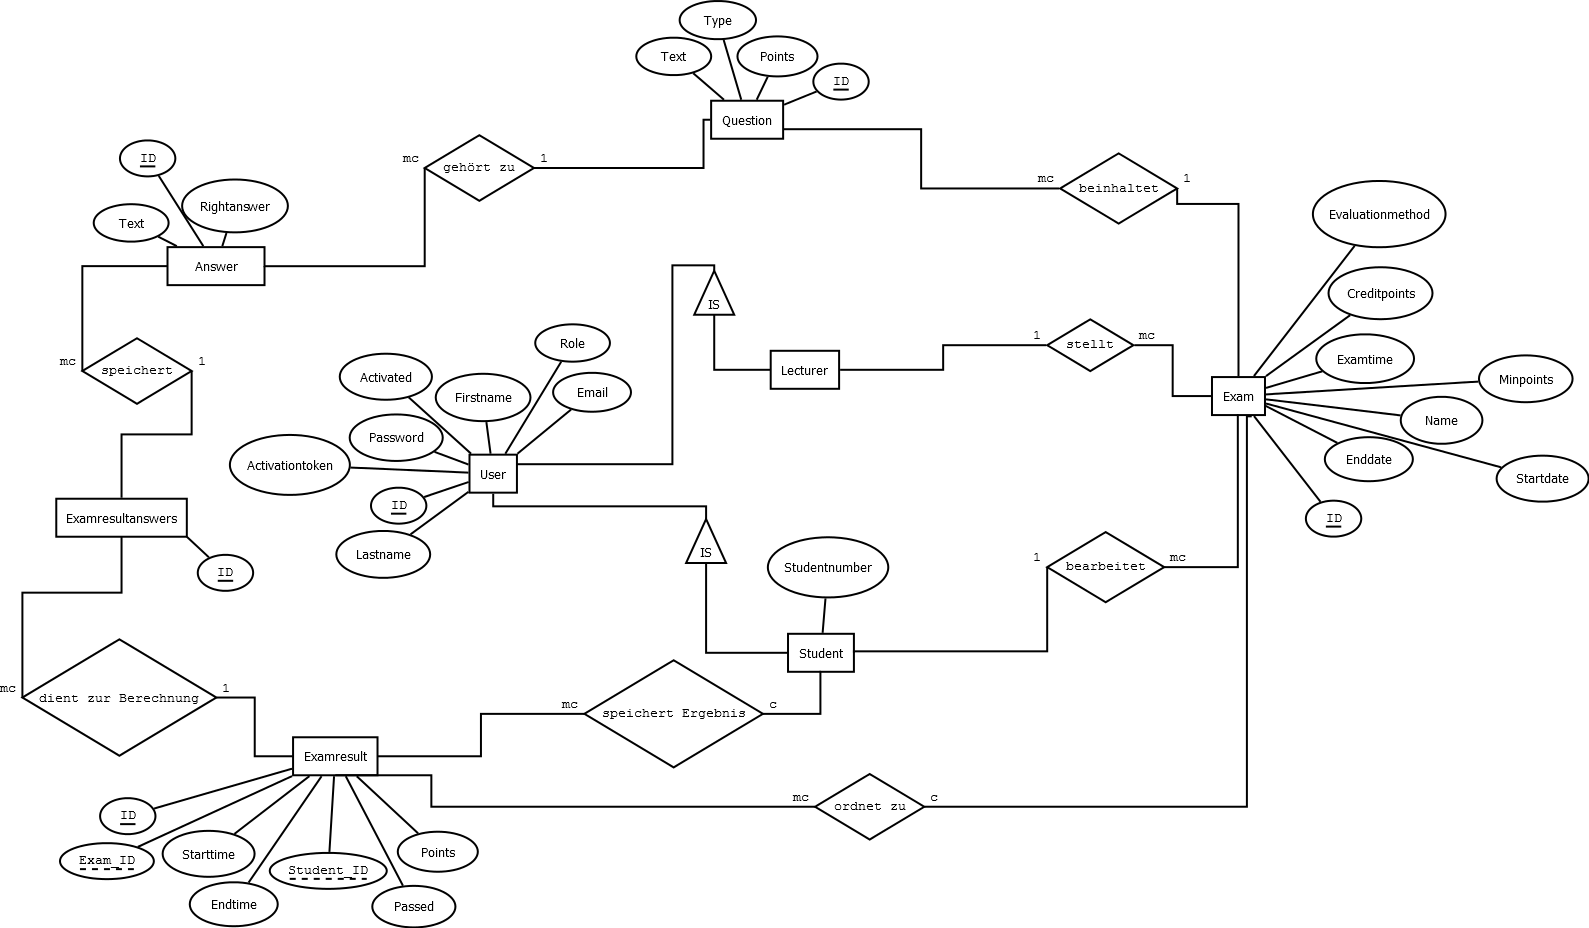 Type
Text
Points
ID
Question
ID
mc
gehört zu
1
mc
beinhaltet
1
Text
Rightanswer
Evaluationmethod
Answer
IS
Creditpoints
mc
speichert
1
Role
Lecturer
1
stellt
mc
Examtime
Activated
Firstname
Email
Exam
Minpoints
Password
Name
Activationtoken
User
Enddate
Startdate
ID
ID
Examresultanswers
Lastname
IS
ID
Studentnumber
1
bearbeitet
mc
Student
mc
dient zur Berechnung
1
mc
speichert Ergebnis
c
Examresult
mc
ordnet zu
c
ID
Exam_ID
Starttime
Student_ID
Points
Endtime
Passed